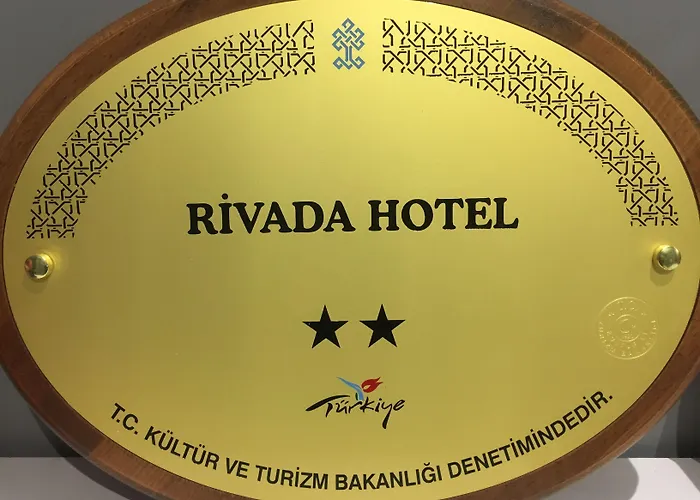 RİVADA HOTEL
★★
Türkiye
T.C. KÜLTÜR VE TURİZM BAKANLIĞI DENETİMİNDEDİR.